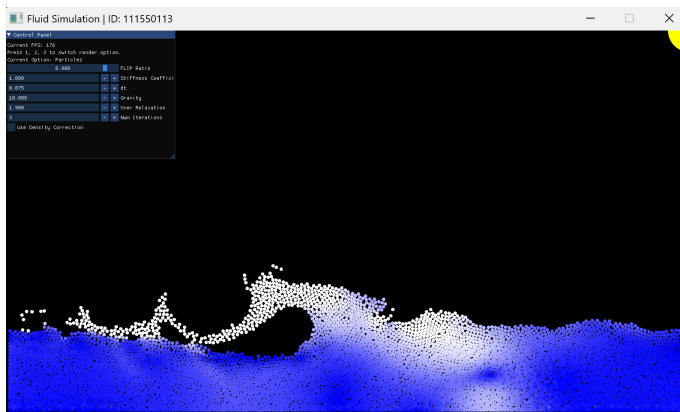 Fluid Simulation | ID: 111550113
▼ Control Panel
Current FPS: 176
Press 1, 2, 3 to switch render option.
Current Option: Particles
0.900 FLIP Ratio
1.000 - + Stiffness Coeffici
0.075 - + dt
10.000 - + Gravity
1.900 - + Over Relaxation
3 - + Num Iterations
Use Density Correction